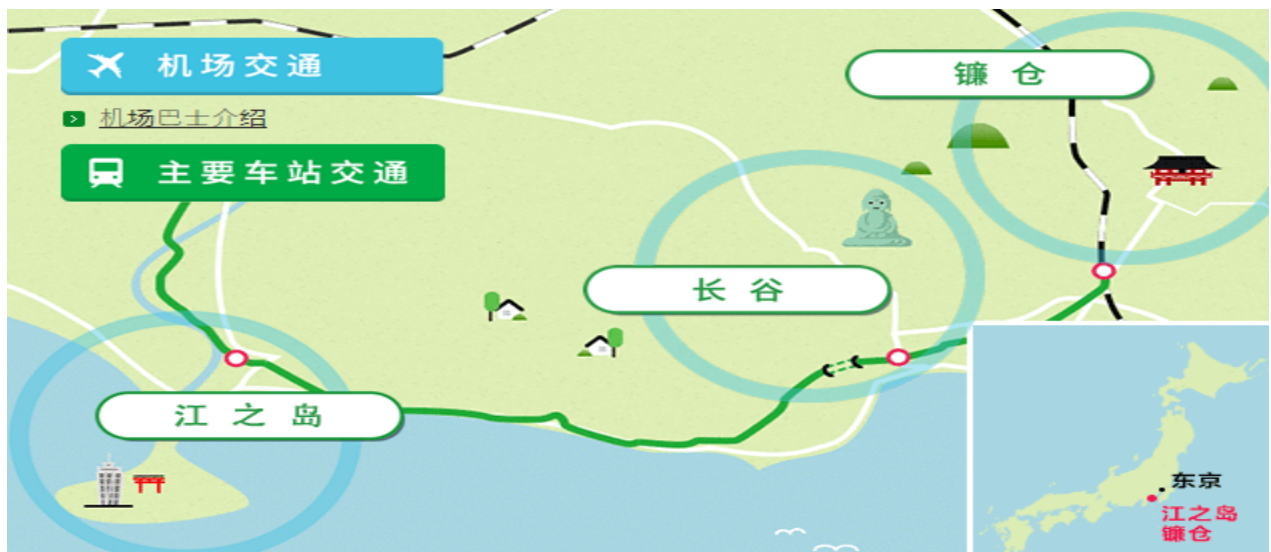 机场交通
机场巴士介绍
主要车站交通
镰仓
长谷
江之岛
东京
江之岛
镰仓